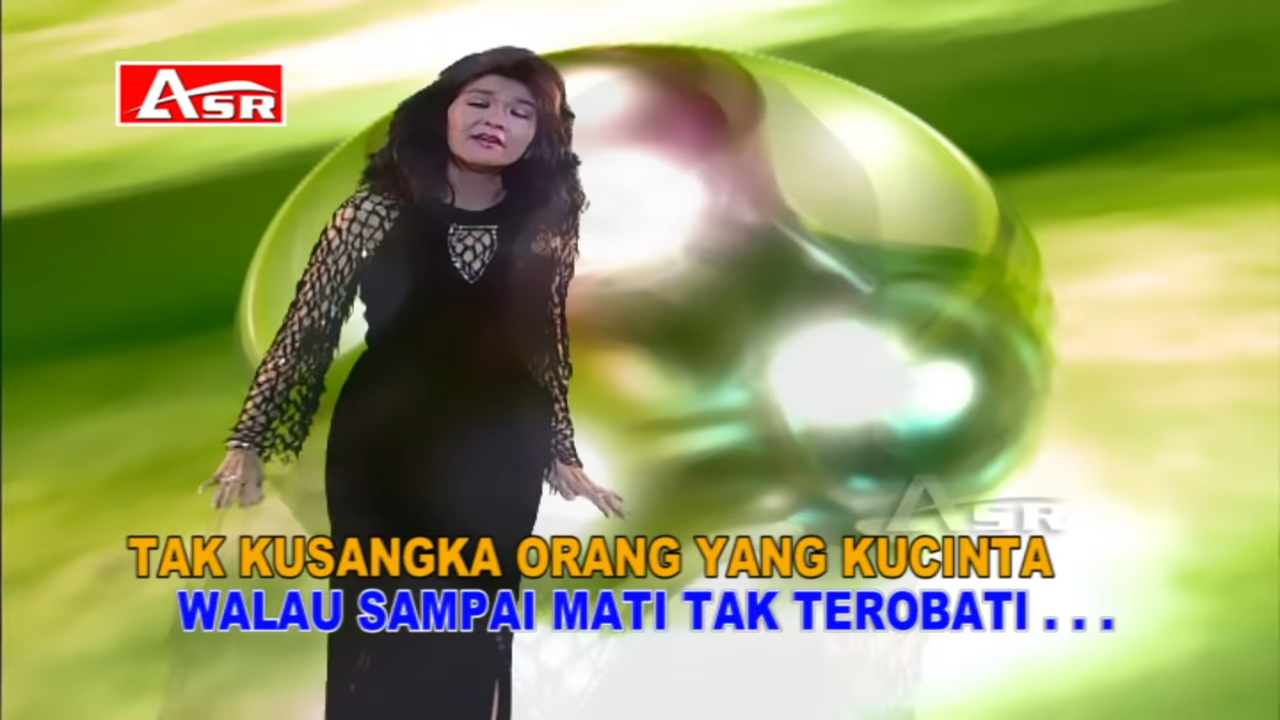 ASR
ASR
TAK KUSANGKA ORANG YANG KUCINTA
WALAU SAMPAI MATI TAK TEROBATI . . .